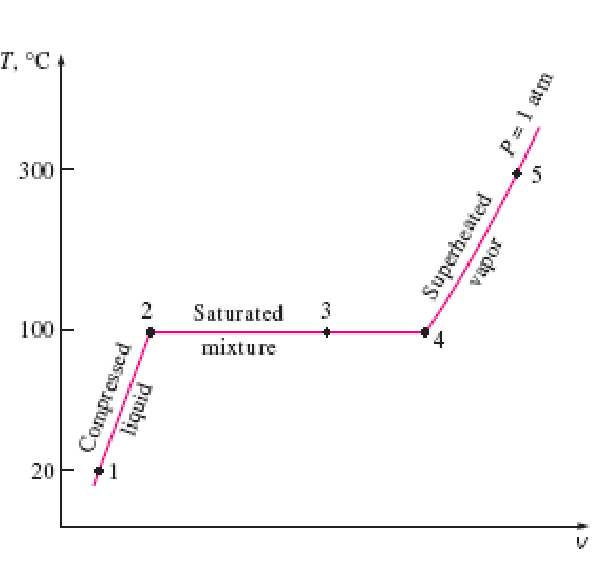 T, °C
P = 1 atm
300
5
Superheated
vapor
2
Saturated
3
100
mixture
4
Compressed
liquid
20
1
v